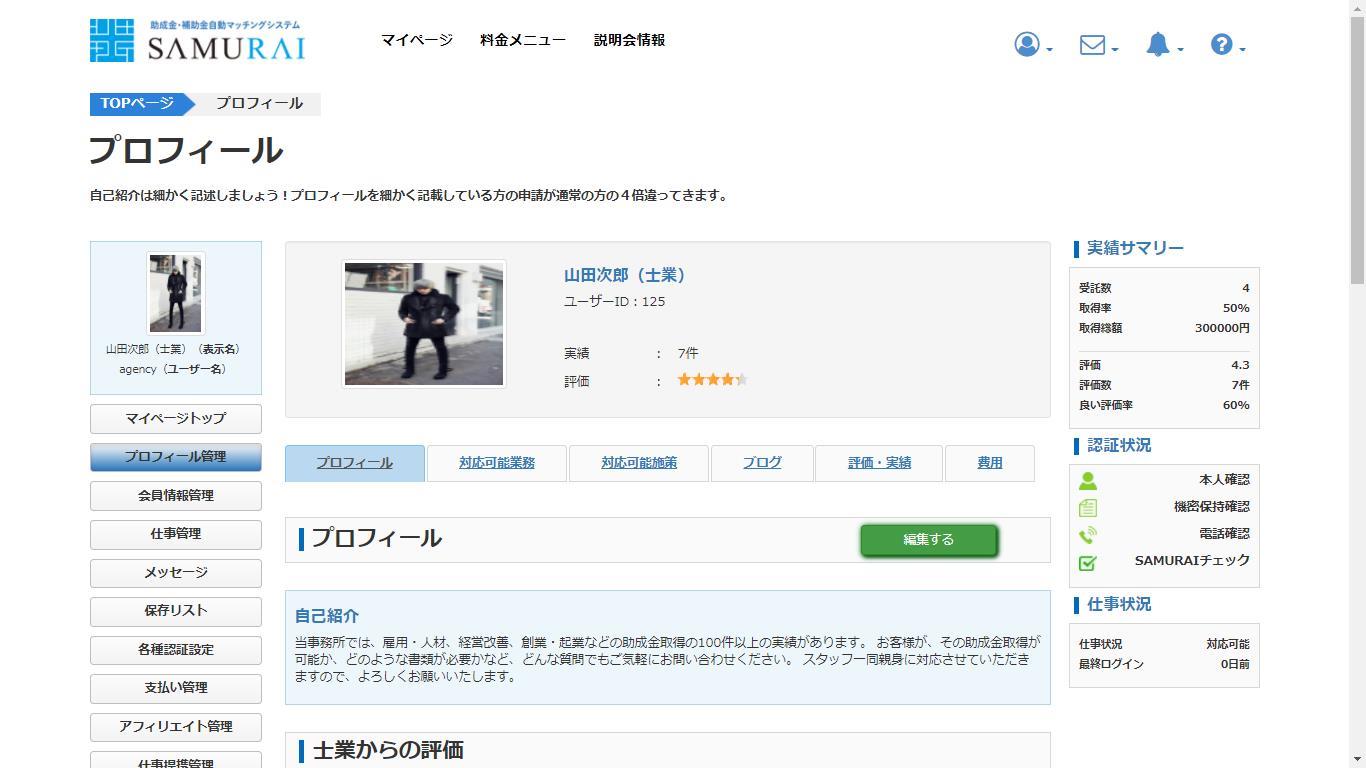 助成金・補助金自動マッチングシステム
SAMURAI
マイページ 料金メニュー 説明会情報
TOPページ プロフィール
プロフィール
自己紹介は細かく記述しましょう！プロフィールを細かく記載している方の申請が通常の方の４倍違ってきます。
山田次郎（士業）（表示名）
agency（ユーザー名）
マイページトップ
プロフィール管理
会員情報管理
仕事管理
メッセージ
保存リスト
各種認証設定
支払い管理
アフィリエイト管理
仕事提携管理
山田次郎（士業）
ユーザーID：125
実績 ： 7件
評価 ：
プロフィール 対応可能業務 対応可能施策 ブログ 評価・実績 費用
プロフィール 編集する
自己紹介
当事務所では、雇用・人材、経営改善、創業・起業などの助成金取得の100件以上の実績があります。 お客様が、その助成金取得が
可能か、どのような書類が必要かなど、どんな質問でもご気軽にお問い合わせください。 スタッフ一同親身に対応させていただき
ますので、よろしくお願いいたします。
士業からの評価
実績サマリー
受託数 4
取得率 50%
取得総額 300000円
評価 4.3
評価数 7件
良い評価率 60%
認証状況
本人確認
機密保持確認
電話確認
SAMURAIチェック
仕事状況
仕事状況 対応可能
最終ログイン 0日前